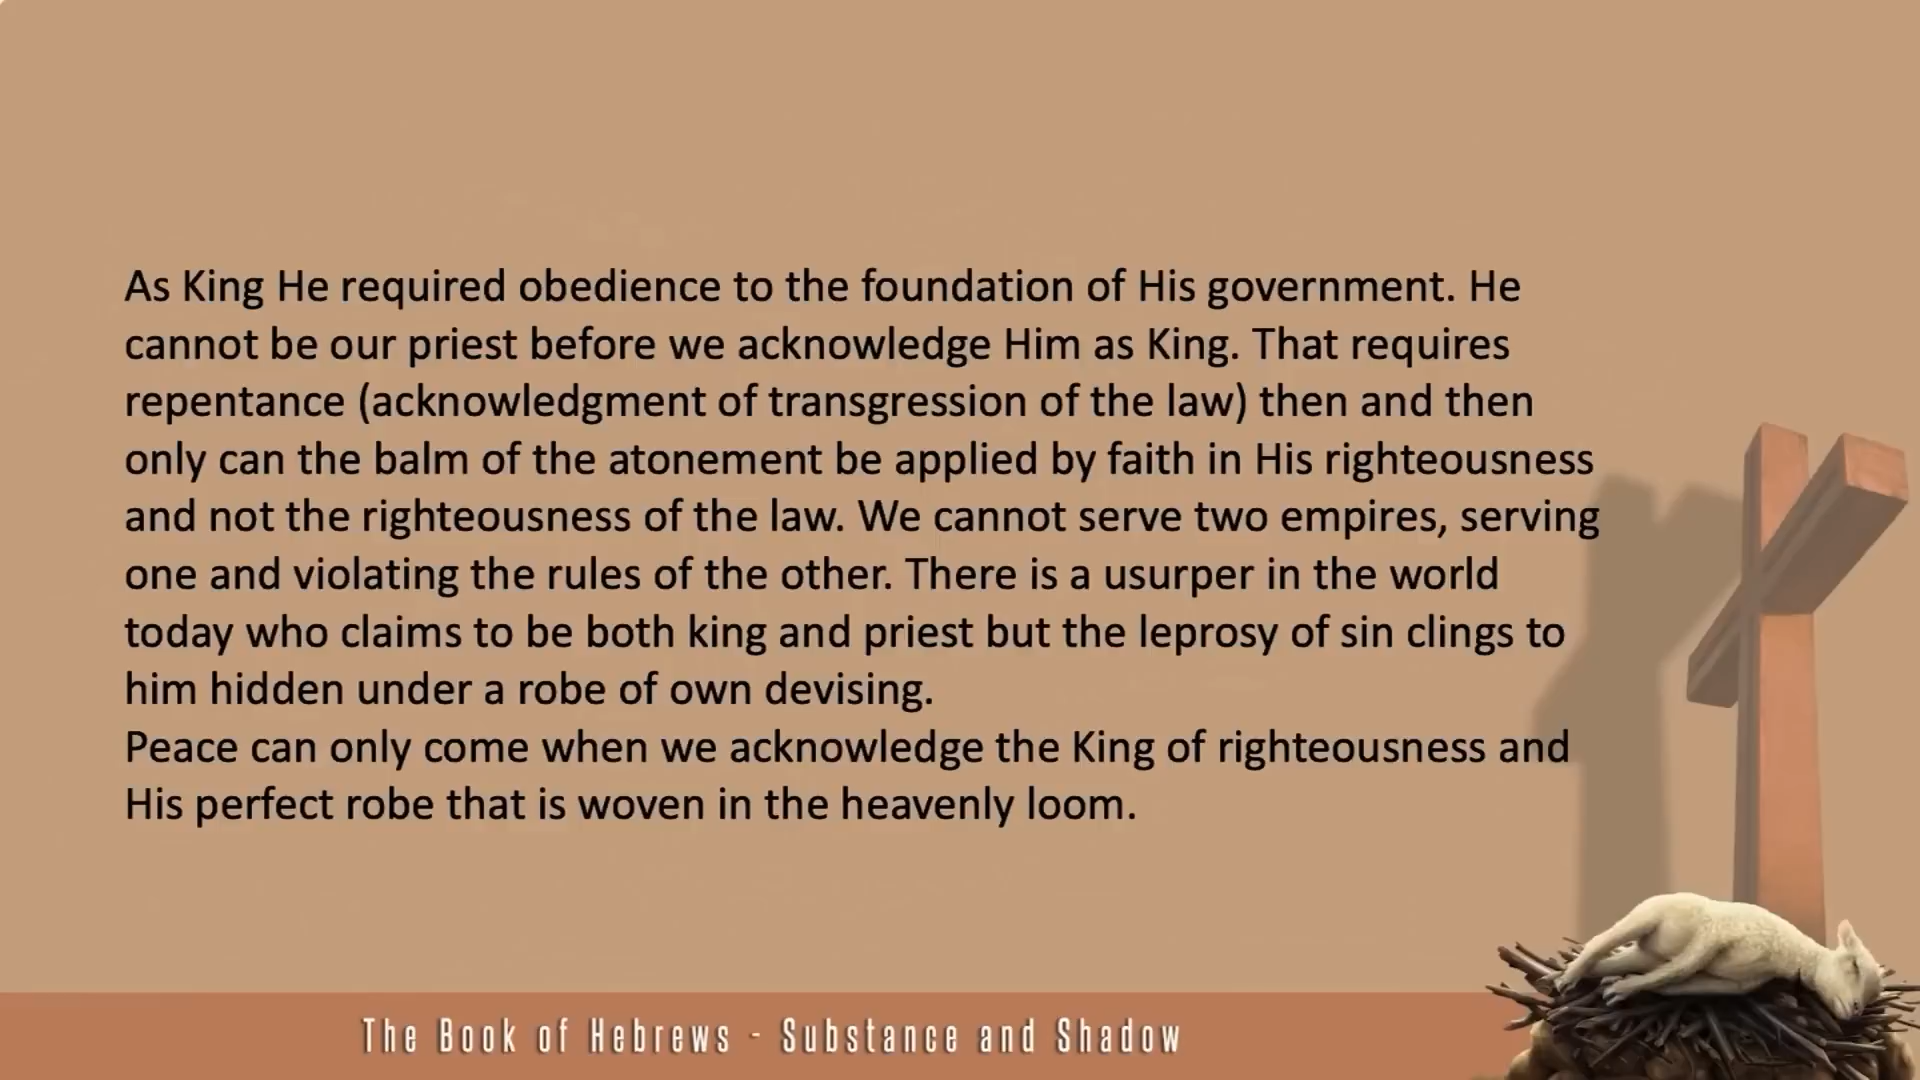 As King He required obedience to the foundation of His government. He
cannot be our priest before we acknowledge Him as King. That requires
repentance (acknowledgment of transgression of the law) then and then
only can the balm of the atonement be applied by faith in His righteousness
and not the righteousness of the law. We cannot serve two empires, serving
one and violating the rules of the other. There is a usurper in the world
today who claims to be both king and priest but the leprosy of sin clings to
him hidden under a robe of own devising.
Peace can only come when we acknowledge the King of righteousness and
His perfect robe that is woven in the heavenly loom.
The Book of Hebrews - Substance and Shadow